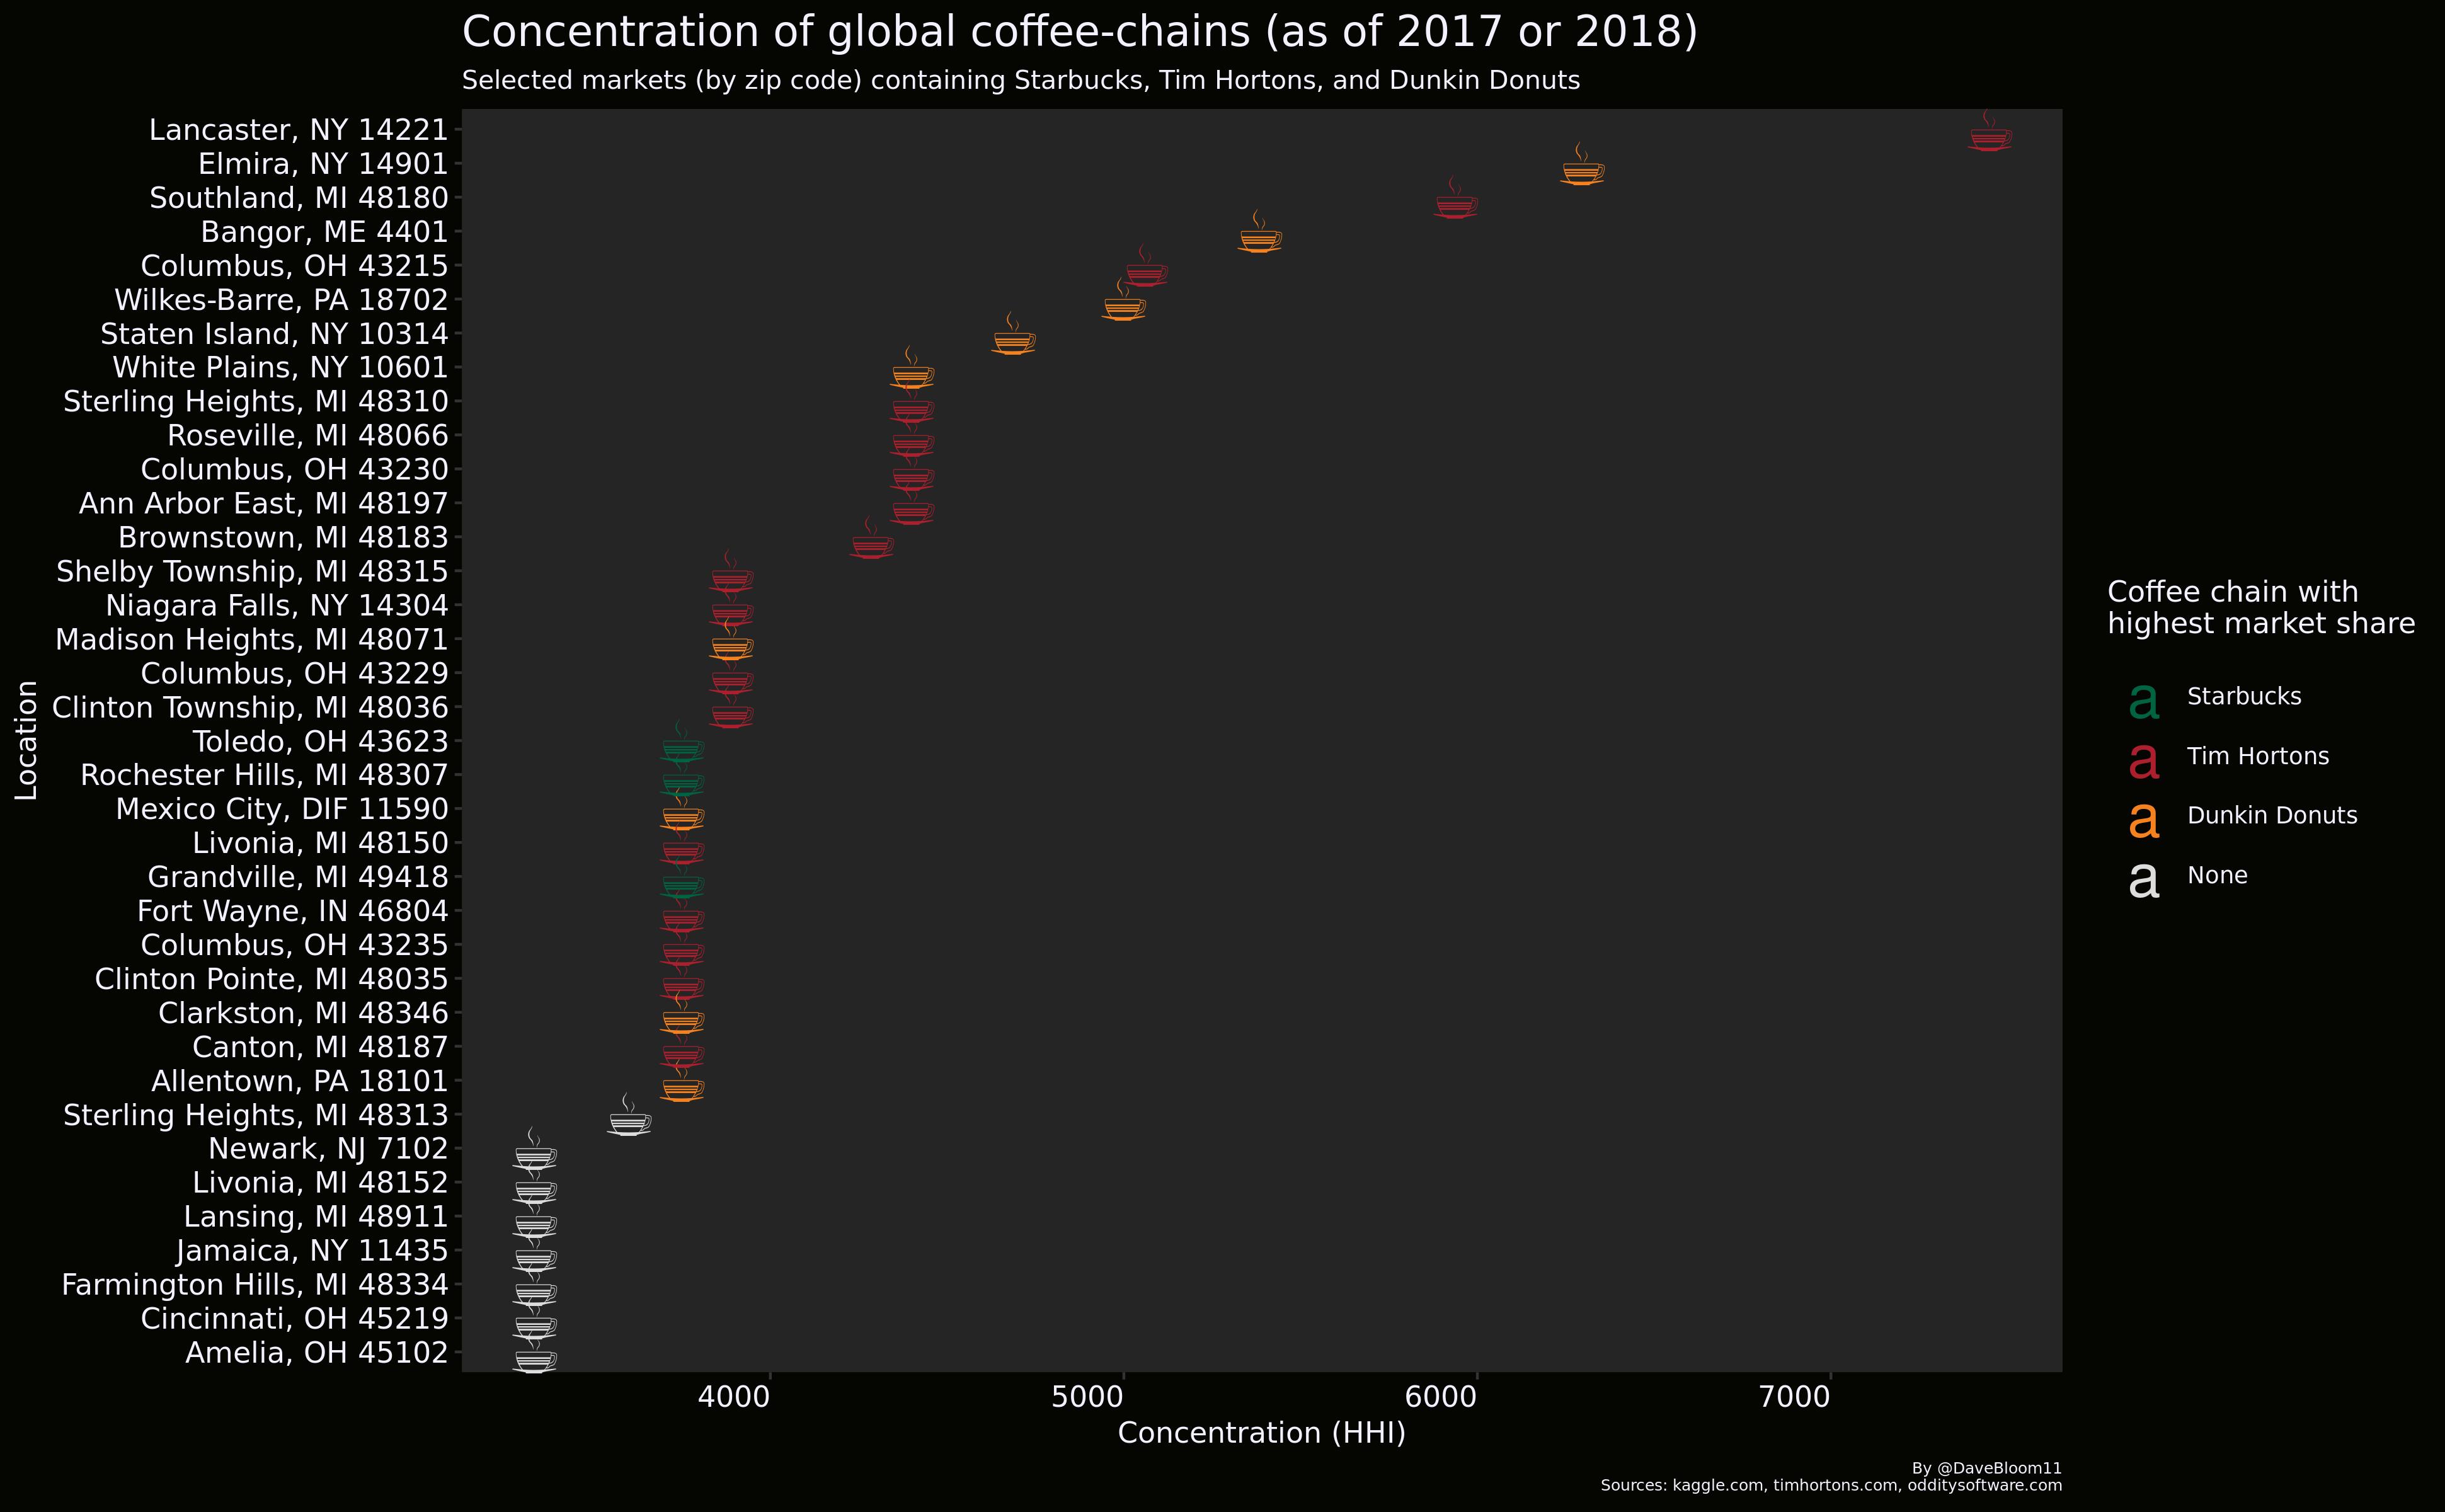 Concentration of global coffee-chains (as of 2017 or 2018)
Selected markets (by zip code) containing Starbucks, Tim Hortons, and Dunkin Donuts
Lancaster, NY 14221
Elmira, NY 14901
Southland, MI 48180
Bangor, ME 4401
Columbus, OH 43215
Wilkes-Barre, PA 18702
Staten Island, NY 10314
White Plains, NY 10601
Sterling Heights, MI 48310
Roseville, MI 48066
Columbus, OH 43230
Ann Arbor East, MI 48197
Brownstown, MI 48183
Shelby Township, MI 48315
Niagara Falls, NY 14304
Madison Heights, MI 48071
Columbus, OH 43229
Clinton Township, MI 48036
Toledo, OH 43623
Rochester Hills, MI 48307
Mexico City, DIF 11590
Livonia, MI 48150
Grandville, MI 49418
Fort Wayne, IN 46804
Columbus, OH 43235
Clinton Pointe, MI 48035
Clarkston, MI 48346
Canton, MI 48187
Allentown, PA 18101
Sterling Heights, MI 48313
Newark, NJ 7102
Livonia, MI 48152
Lansing, MI 48911
Jamaica, NY 11435
Farmington Hills, MI 48334
Cincinnati, OH 45219
Amelia, OH 45102
Location
4000 5000 6000 7000
Concentration (HHI)
Coffee chain with
highest market share
a Starbucks
a Tim Hortons
a Dunkin Donuts
a None
By @DaveBloom11
Sources: kaggle.com, timhortons.com, odditysoftware.com